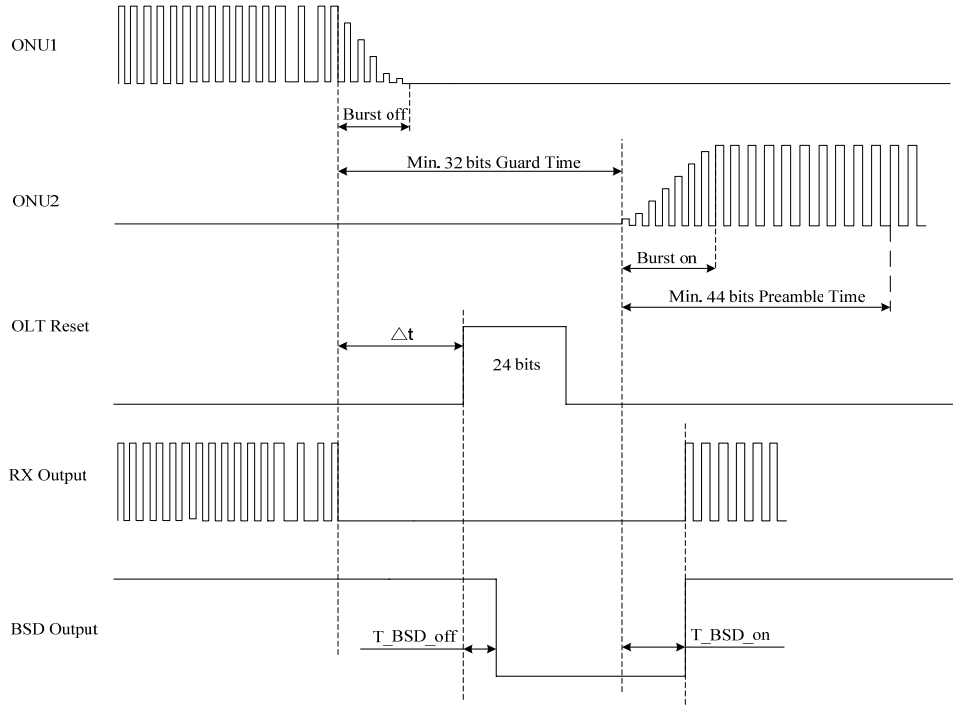 ONU1
Burst off
Min. 32 bits Guard Time
ONU2
Burst on
Min. 44 bits Preamble Time
OLT Reset
△t
24 bits
RX Output
BSD Output
T_BSD_off
T_BSD_on